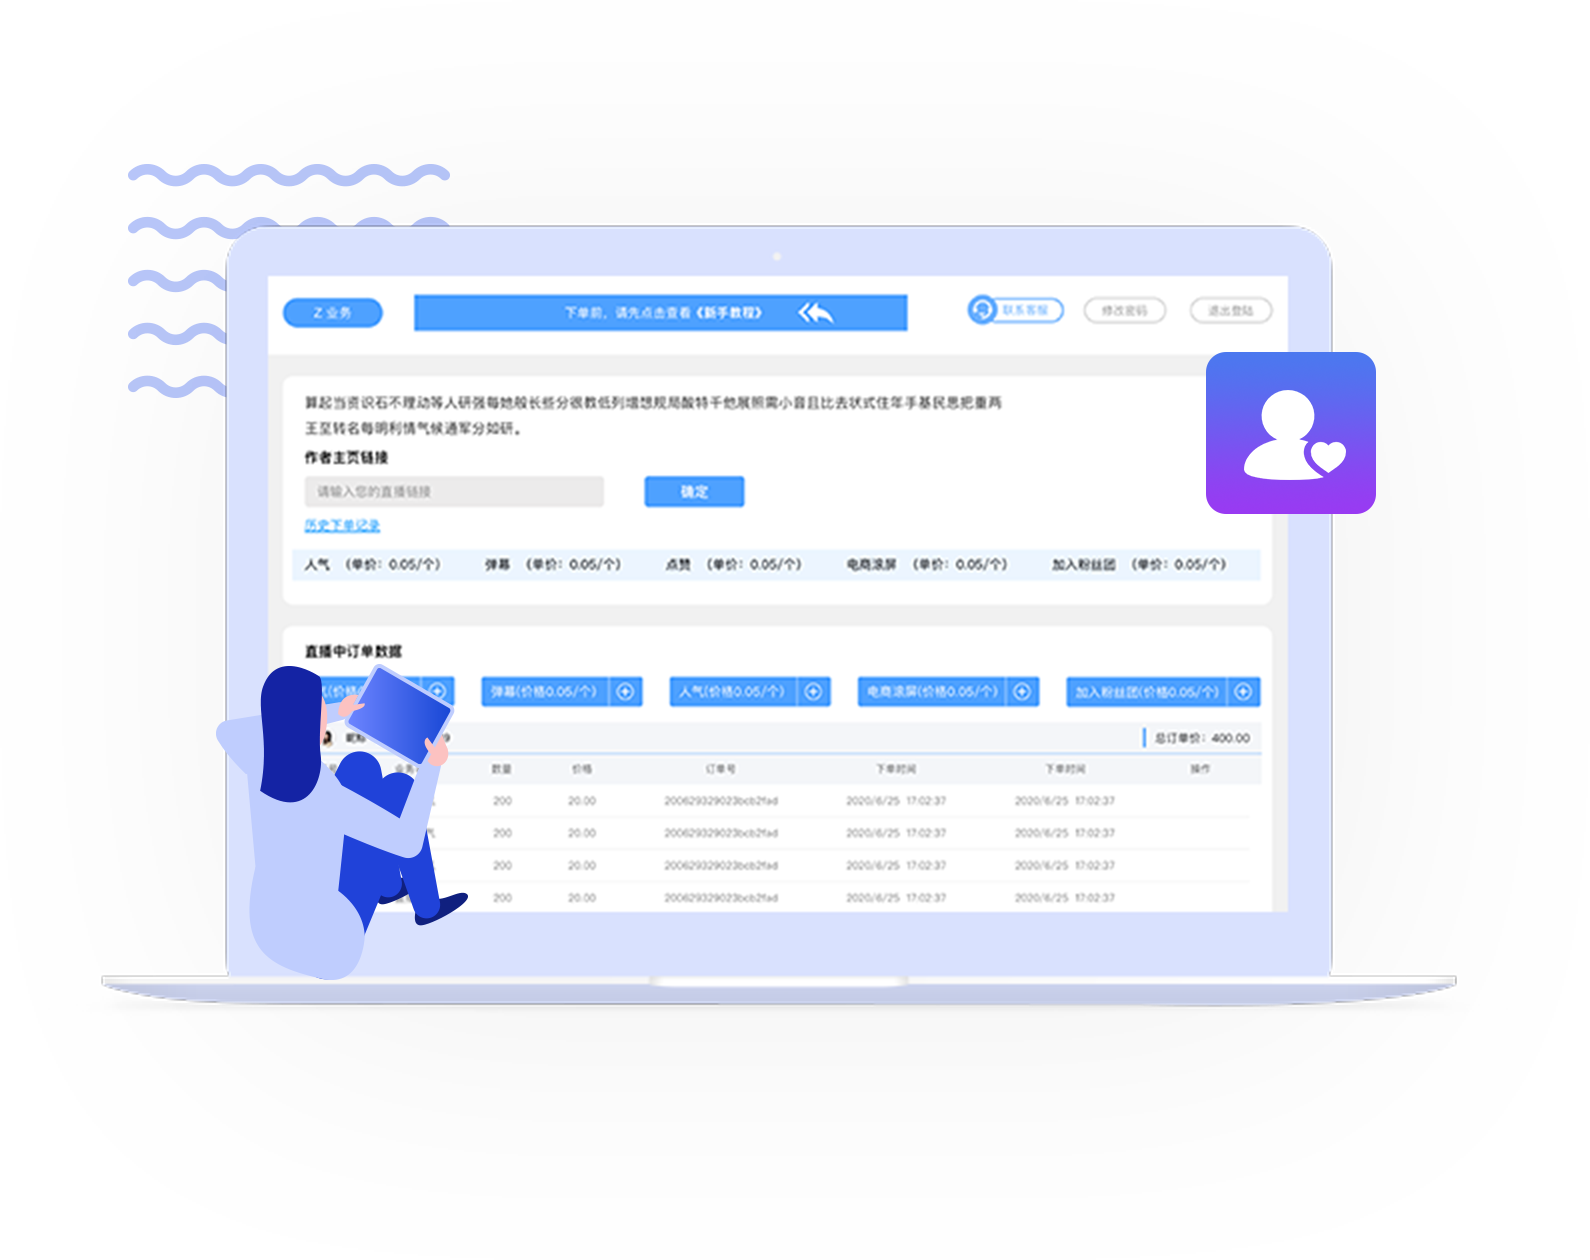 Z 业务
下单前，请先点击查看《新手教程》
联系客服
修改密码
退出登陆
算起当资识石不理动等人研强每她般长些分很教低列增想规局酸特千他展照需小音且比去状式住年手基民思把重两
王至转名每明利情气候通军分如研。
作者主页链接
请输入您的直播链接
确定
历史下单记录
人气 （单价：0.05/个） 弹幕 （单价：0.05/个） 点赞 （单价：0.05/个） 电商滚屏 （单价：0.05/个） 加入粉丝团 （单价：0.05/个）
直播中订单数据
弹幕(价格0.05/个) 人气(价格0.05/个) 电商滚屏(价格0.05/个) 加入粉丝团(价格0.05/个)
总订单价：400.00
数量 价格 订单号 下单时间 下单时间 操作
200 20.00 200629329023bcb2fad 2020/6/25 17:02:37 2020/6/25 17:02:37
200 20.00 200629329023bcb2fad 2020/6/25 17:02:37 2020/6/25 17:02:37
200 20.00 200629329023bcb2fad 2020/6/25 17:02:37 2020/6/25 17:02:37
200 20.00 200629329023bcb2fad 2020/6/25 17:02:37 2020/6/25 17:02:37